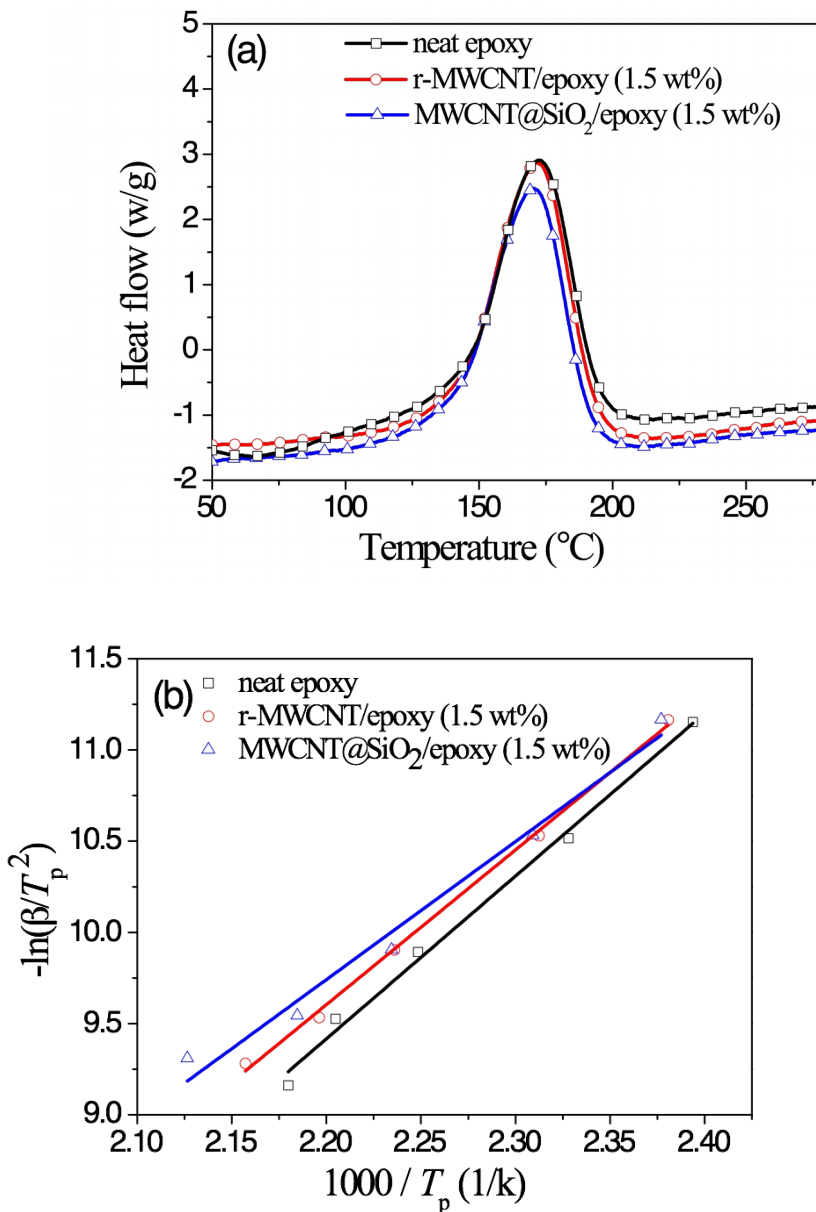 (a)
neat epoxy
r-MWCNT/epoxy (1.5 wt%)
MWCNT@SiO₂/epoxy (1.5 wt%)
5
4
3
2
1
0
-1
-2
Heat flow (w/g)
50 100 150 200 250
Temperature (°C)
(b)
neat epoxy
r-MWCNT/epoxy (1.5 wt%)
MWCNT@SiO₂/epoxy (1.5 wt%)
11.5
11.0
10.5
10.0
9.5
9.0
-ln(β/Tₚ²)
2.10 2.15 2.20 2.25 2.30 2.35 2.40
1000 / Tₚ (1/k)